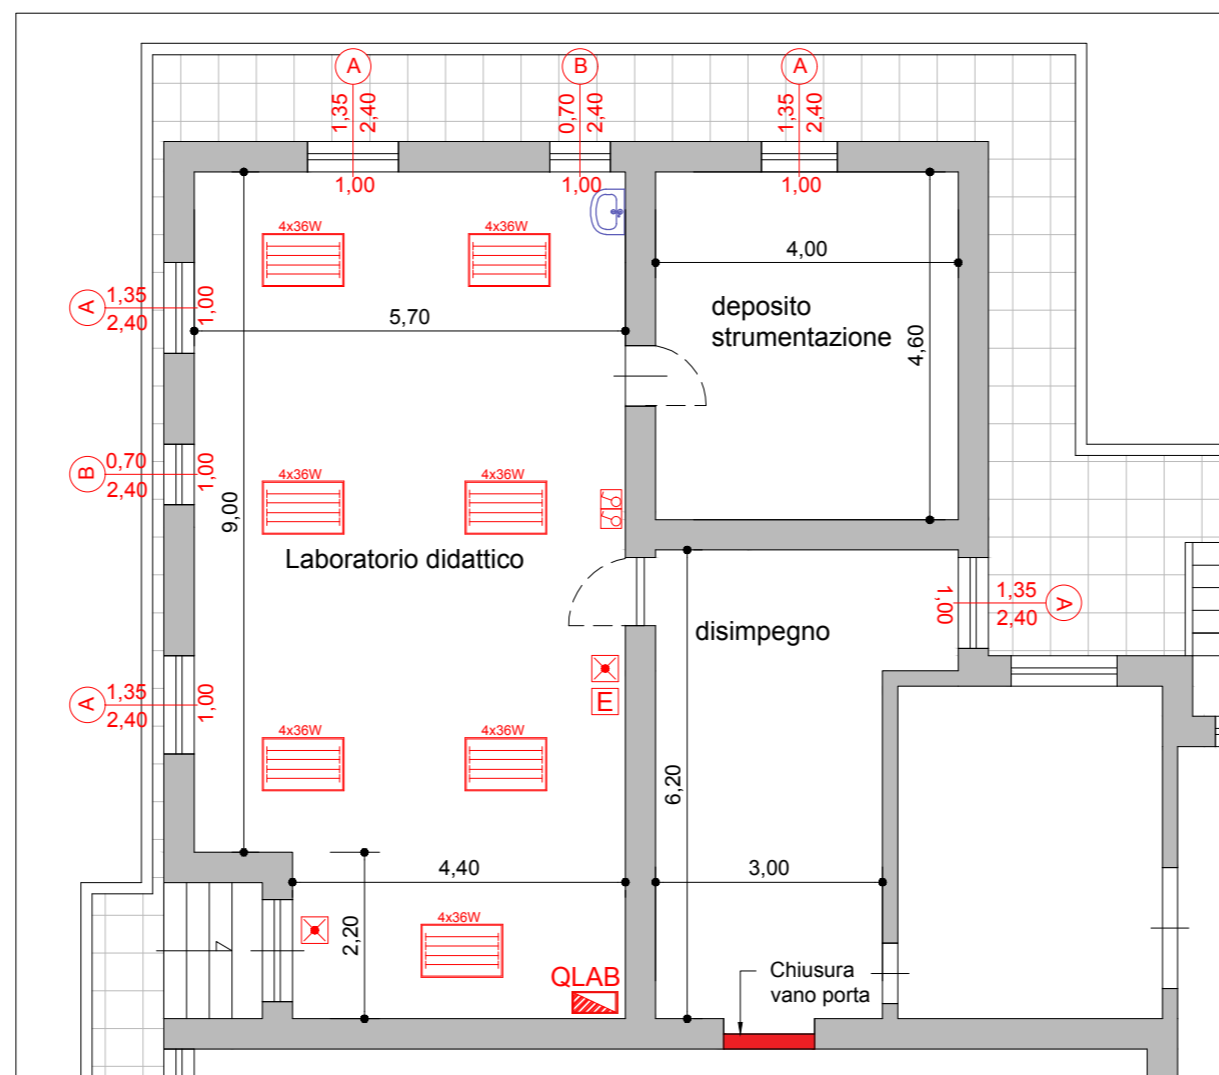 A
B
A
1,35
2,40
0,70
2,40
1,35
2,40
1,00
1,00
1,00
4x36W
4x36W
4,00
A
1,35
2,40
1,00
5,70
deposito
strumentazione
4,60
B
0,70
2,40
1,00
4x36W
4x36W
9,00
Laboratorio didattico
1,00
1,35
2,40
A
disimpegno
E
A
1,35
2,40
1,00
4x36W
4x36W
6,20
4,40
3,00
2,20
4x36W
QLAB
Chiusura
vano porta